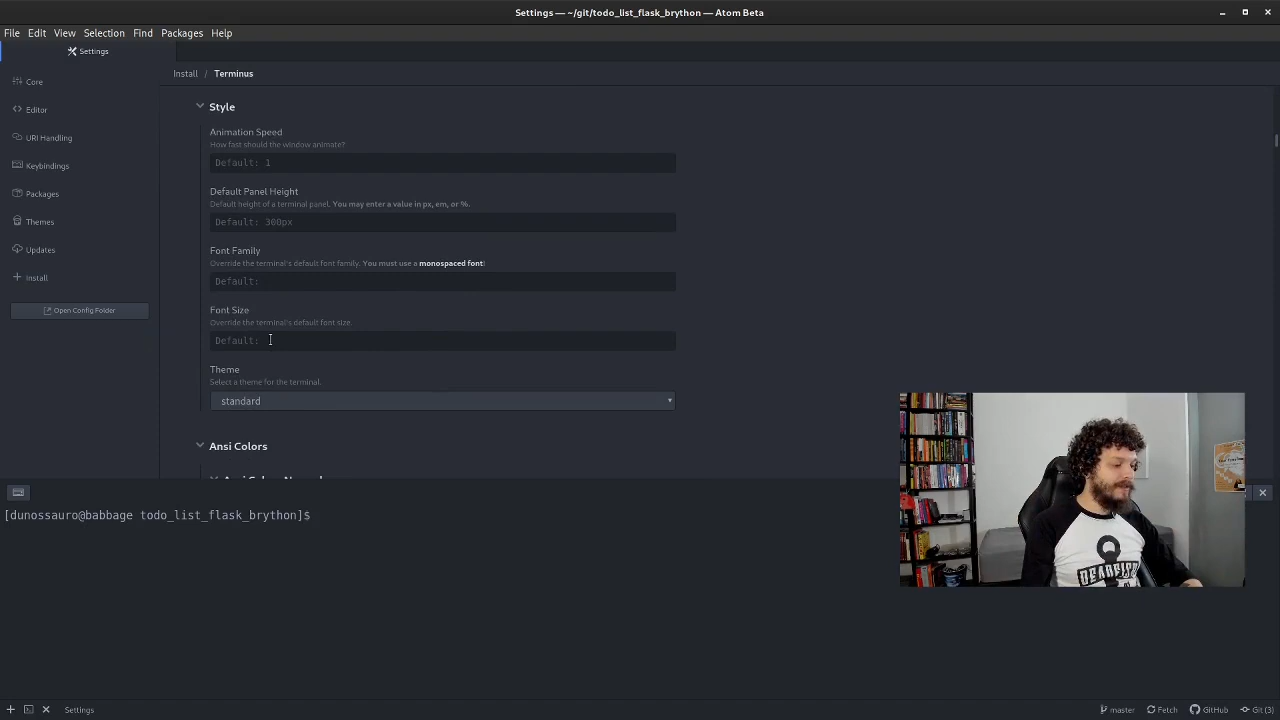 Settings — ~/git/todo_list_flask_brython — Atom Beta
File Edit View Selection Find Packages Help
Settings
Core
Editor
URI Handling
Keybindings
Packages
Themes
Updates
Install
Open Config Folder
Install / Terminus
Style
Animation Speed
How fast should the window animate?
Default: 1
Default Panel Height
Default height of a terminal panel. You may enter a value in px, em, or %.
Default: 300px
Font Family
Override the terminal's default font family. You must use a monospaced font!
Default:
Font Size
Override the terminal's default font size.
Default:
Theme
Select a theme for the terminal.
standard
Ansi Colors
[dunossauro@babbage todo_list_flask_brython]$
DEADFISH
Settings
master Fetch GitHub Git (3)